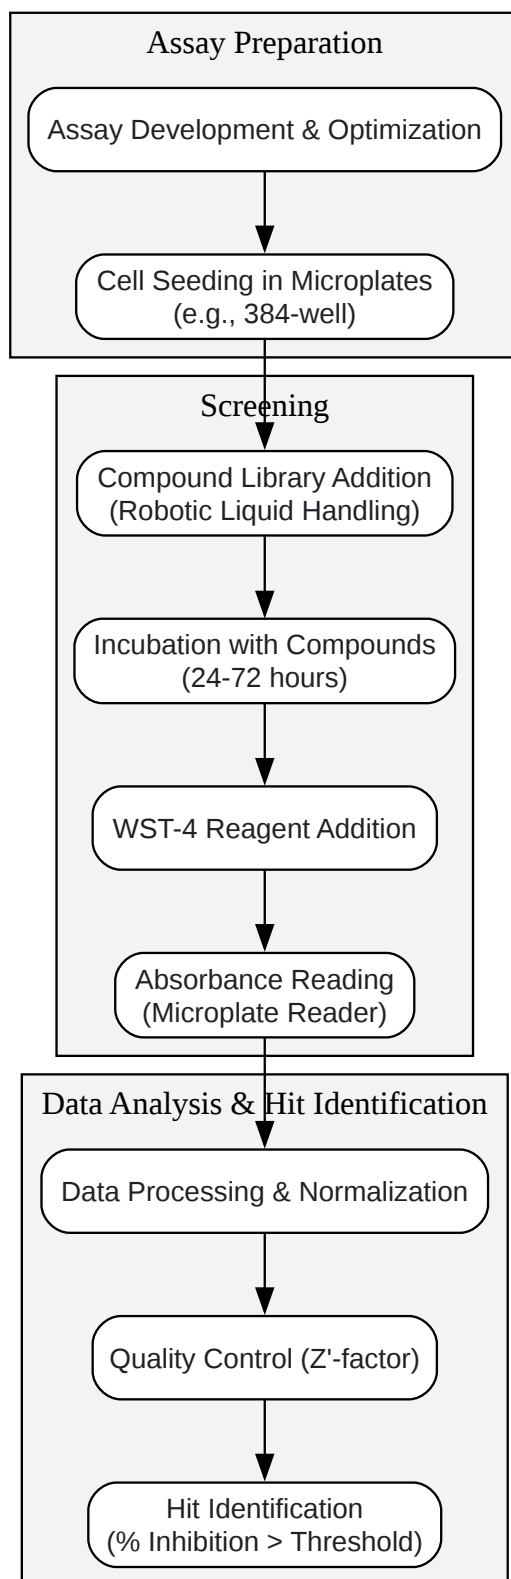 Assay Preparation
Assay Development & Optimization
Cell Seeding in Microplates
(e.g., 384-well)
Screening
Compound Library Addition
(Robotic Liquid Handling)
Incubation with Compounds
(24-72 hours)
WST-4 Reagent Addition
Absorbance Reading
(Microplate Reader)
Data Analysis & Hit Identification
Data Processing & Normalization
Quality Control (Z'-factor)
Hit Identification
(% Inhibition > Threshold)